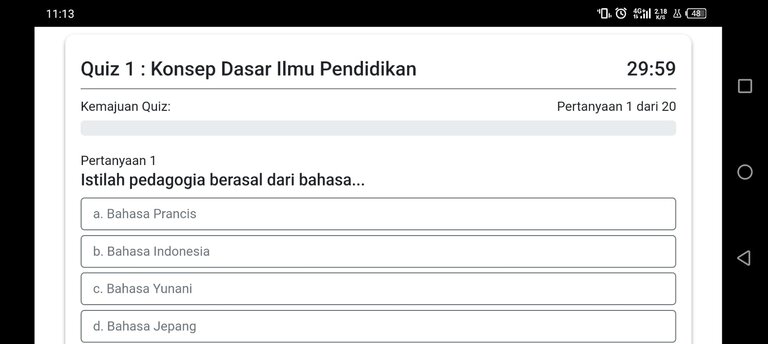 11:13
4G 2.18 K/S 48
Quiz 1 : Konsep Dasar Ilmu Pendidikan 29:59
Kemajuan Quiz: Pertanyaan 1 dari 20
Pertanyaan 1
Istilah pedagogia berasal dari bahasa...
a. Bahasa Prancis
b. Bahasa Indonesia
c. Bahasa Yunani
d. Bahasa Jepang